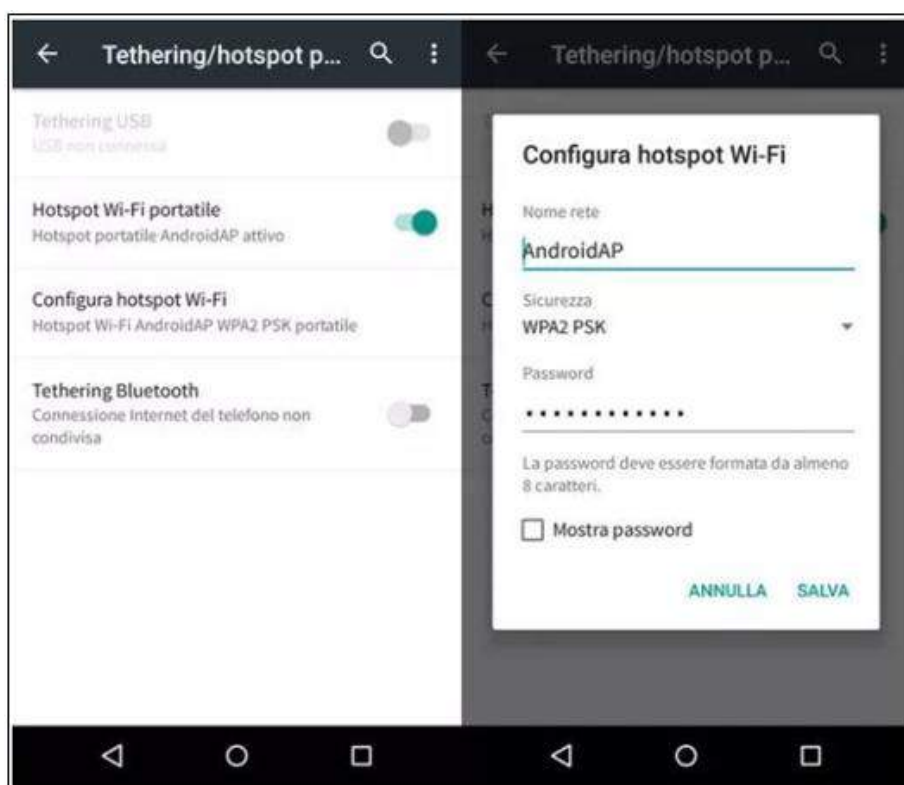 Tethering/hotspot p...
Tethering USB
USB non connessa
Hotspot Wi-Fi portatile
Hotspot portatile AndroidAP attivo
Configura hotspot Wi-Fi
Hotspot Wi-Fi AndroidAP WPA2 PSK portatile
Tethering Bluetooth
Connessione Internet del telefono non
condivisa
Tethering/hotspot p...
Configura hotspot Wi-Fi
Nome rete
AndroidAP
Sicurezza
WPA2 PSK
Password
••••••••••••
La password deve essere formata da almeno
8 caratteri.
Mostra password
ANNULLA SALVA